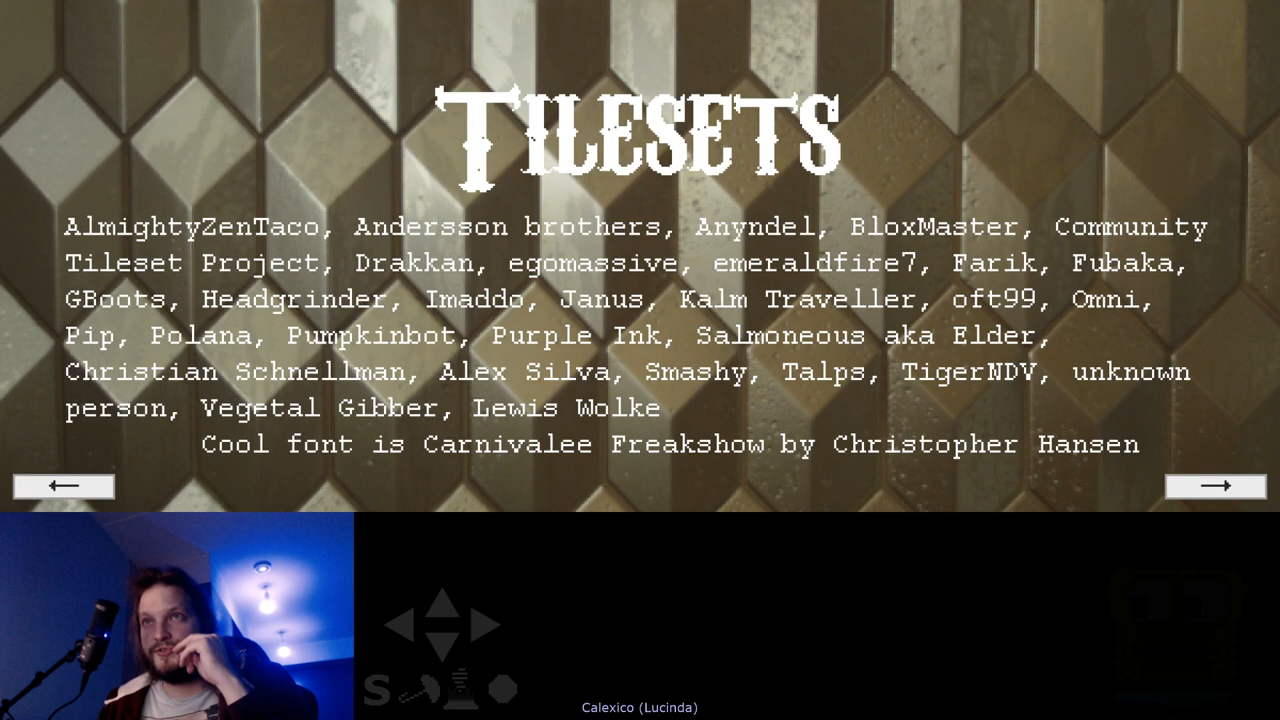 TILESETS
AlmightyZenTaco, Andersson brothers, Anyndel, BloxMaster, Community
Tileset Project, Drakkan, egomassive, emeraldfire7, Farik, Fubaka,
GBoots, Headgrinder, Imaddo, Janus, Kalm Traveller, oft99, Omni,
Pip, Polana, Pumpkinbot, Purple Ink, Salmoneous aka Elder,
Christian Schnellman, Alex Silva, Smashy, Talps, TigerNDV, unknown
person, Vegetal Gibber, Lewis Wolke
Cool font is Carnivalee Freakshow by Christopher Hansen
S
Calexico (Lucinda)